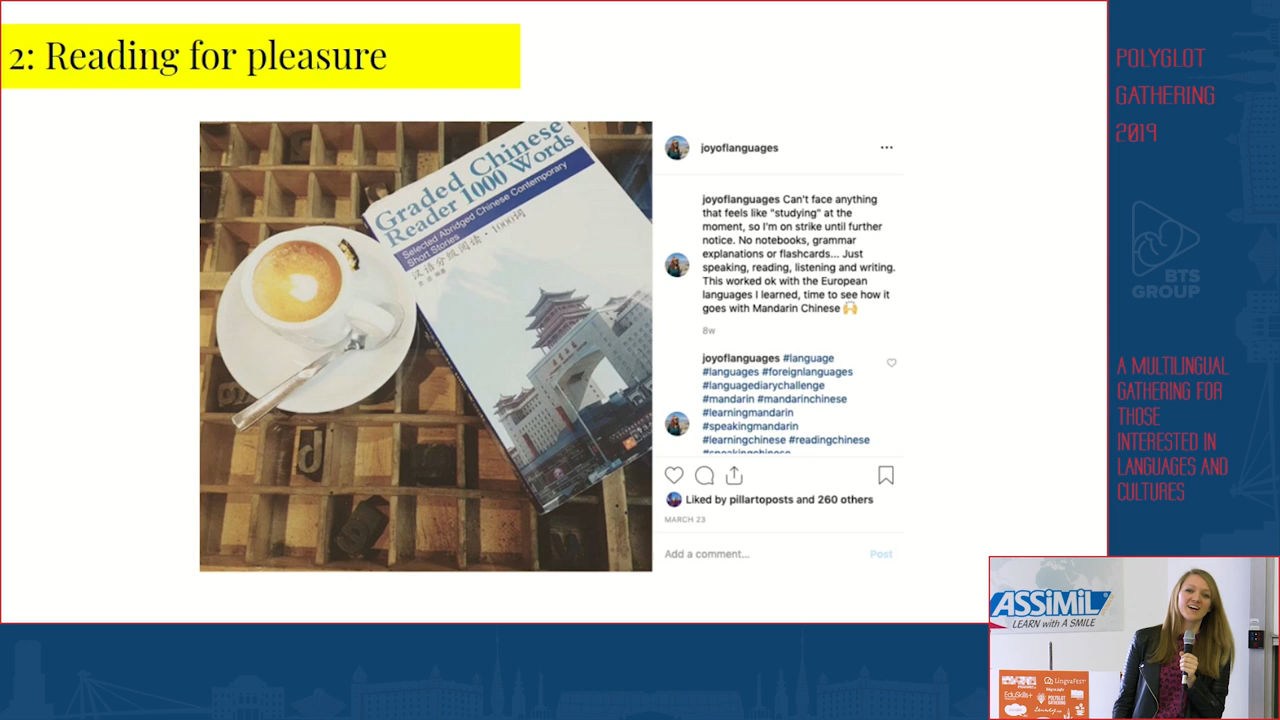 2: Reading for pleasure
Graded Chinese
Reader 1000 Words
Selected Abridged Chinese Contemporary
Short Stories
汉语分级阅读·1000词
joyoflanguages
joyoflanguages Can't face anything
that feels like "studying" at the
moment, so I'm on strike until further
notice. No notebooks, grammar
explanations or flashcards... Just
speaking, reading, listening and writing.
This worked ok with the European
languages I learned, time to see how it
goes with Mandarin Chinese 🙌
8w
joyoflanguages #language
#languages #foreignlanguages
#languagediarychallenge
#mandarin #mandarinchinese
#learningmandarin
#speakingmandarin
#learningchinese #readingchinese
#speakingchinese
Liked by pillartoposts and 260 others
MARCH 23
Add a comment...
Post
POLYGLOT
GATHERING
2019
BTS
GROUP
A MULTILINGUAL
GATHERING FOR
THOSE
INTERESTED IN
LANGUAGES AND
CULTURES
ASSiMiL
LEARN with A SMILE
LingvaFest'
EduSkills+
POLYGLOT
GATHERING